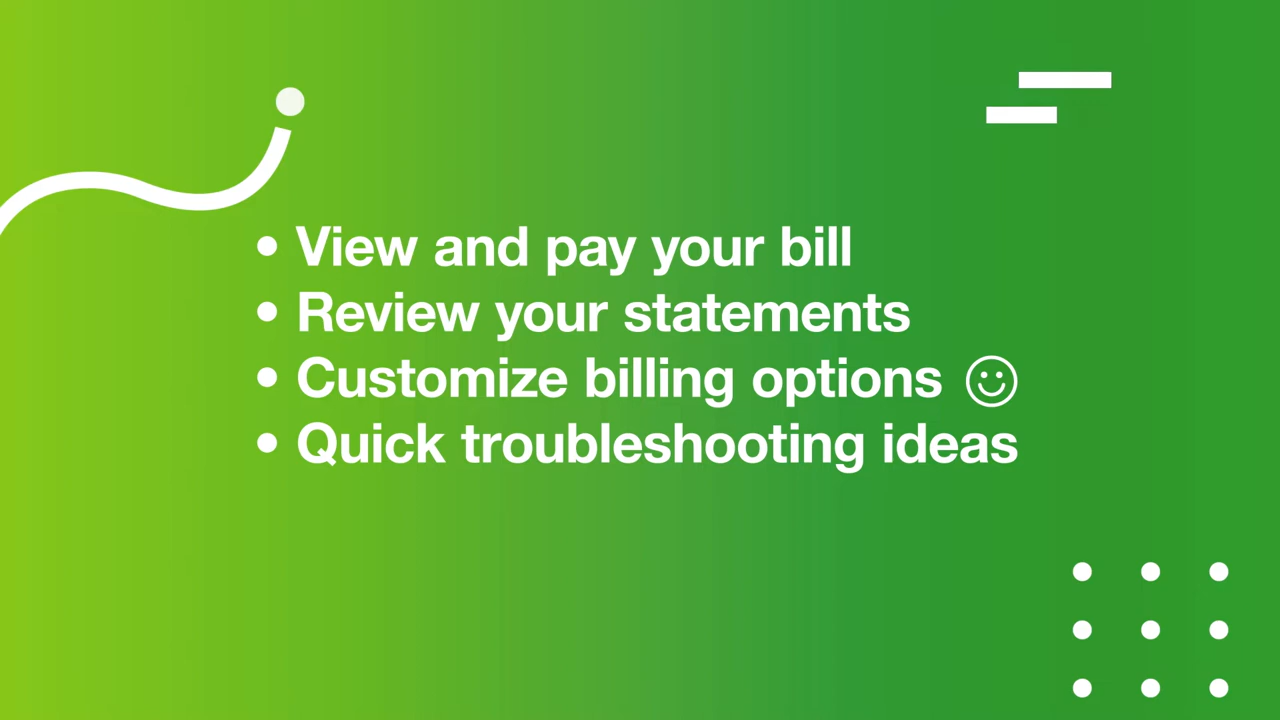 • View and pay your bill
• Review your statements
• Customize billing options ☺
• Quick troubleshooting ideas